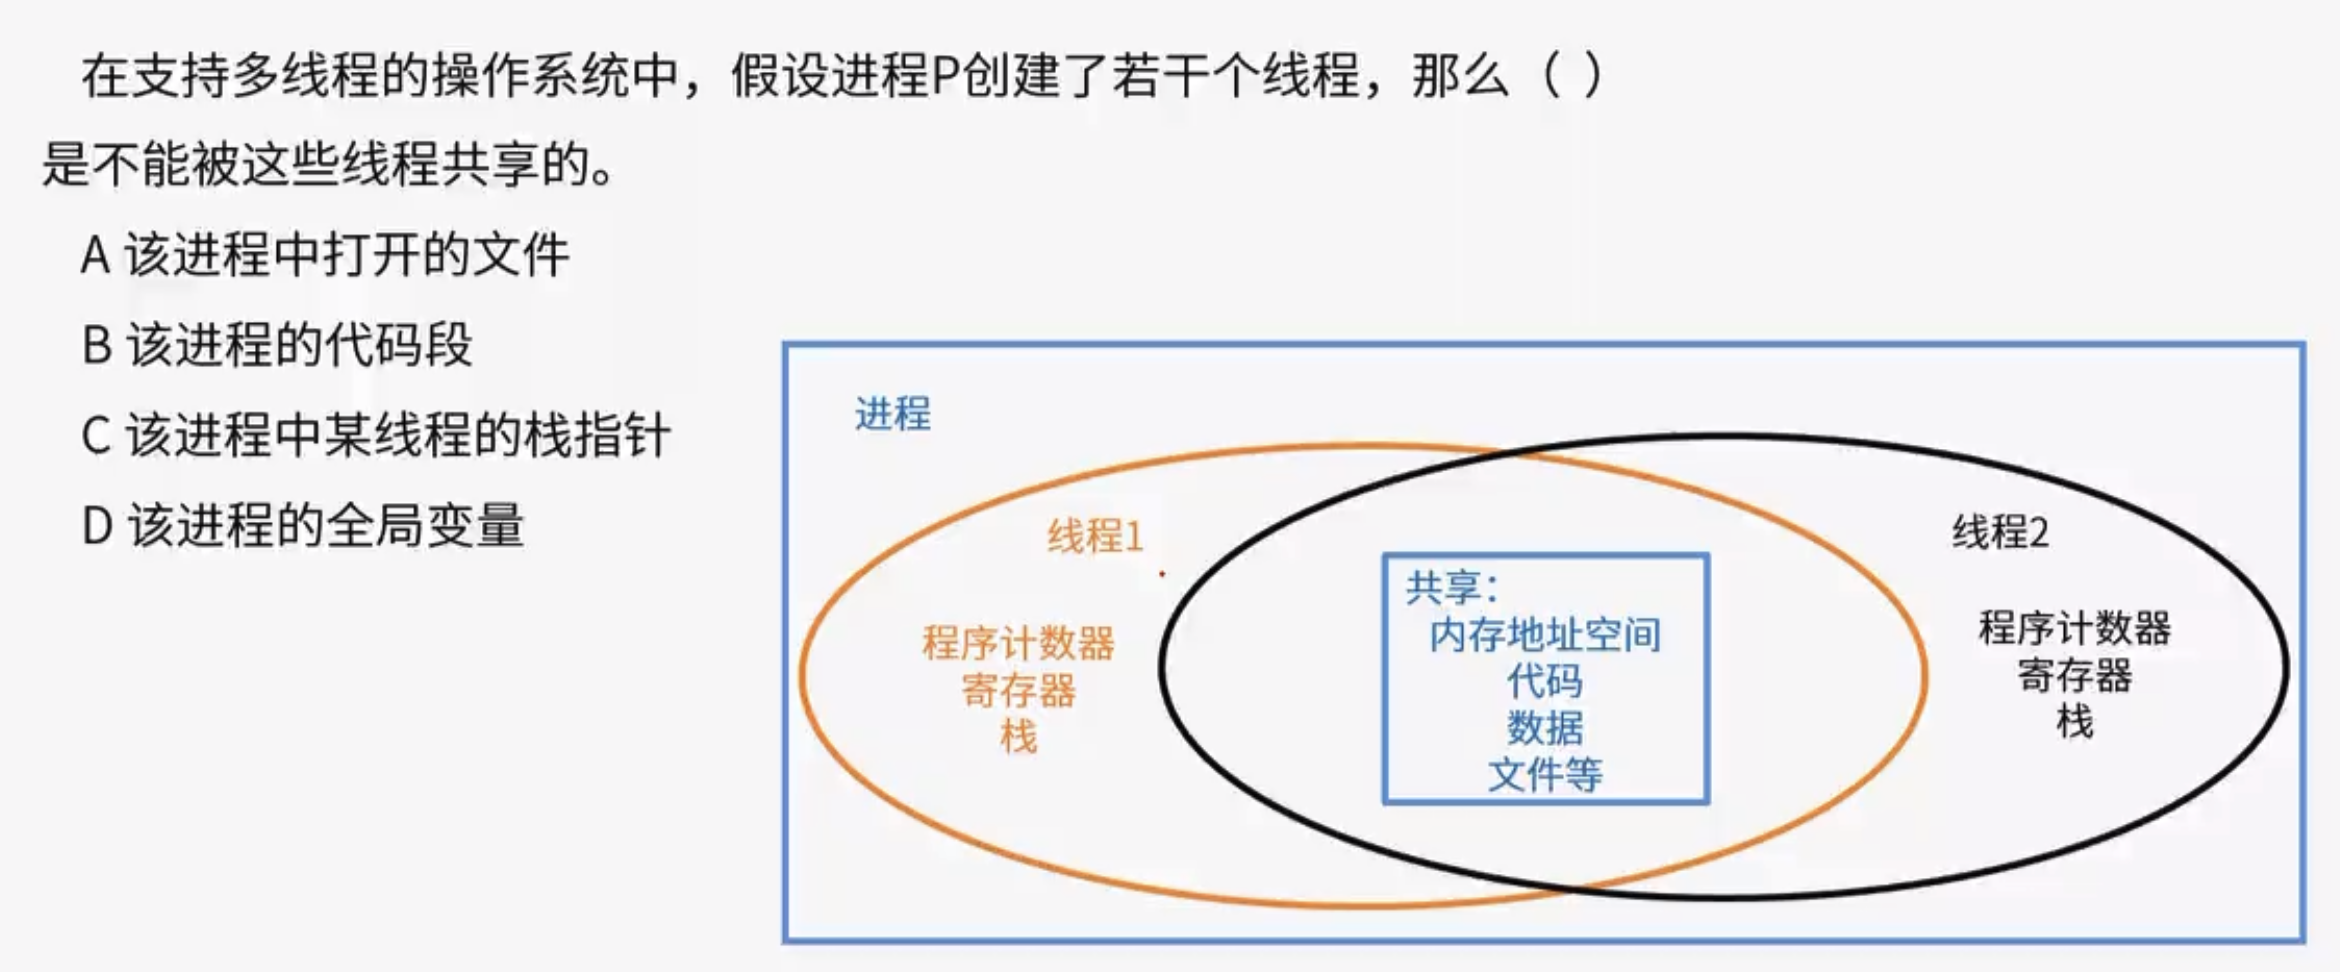 在支持多线程的操作系统中，假设进程P创建了若干个线程，那么（ ）
是不能被这些线程共享的。
A 该进程中打开的文件
B 该进程的代码段
C 该进程中某线程的栈指针
D 该进程的全局变量
进程
线程1
程序计数器
寄存器
栈
共享：
内存地址空间
代码
数据
文件等
线程2
程序计数器
寄存器
栈